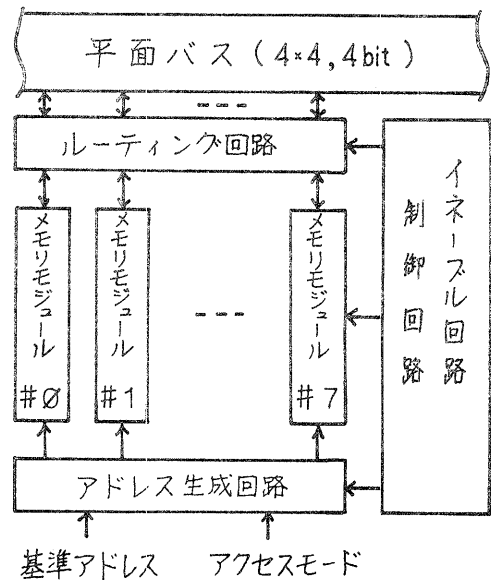 平面バス(4×4,4bit)
ルーティング回路
メモリモジュール
#0
メモリモジュール
#1
メモリモジュール
#7
イネーブル回路
制御回路
アドレス生成回路
基準アドレス
アクセスモード